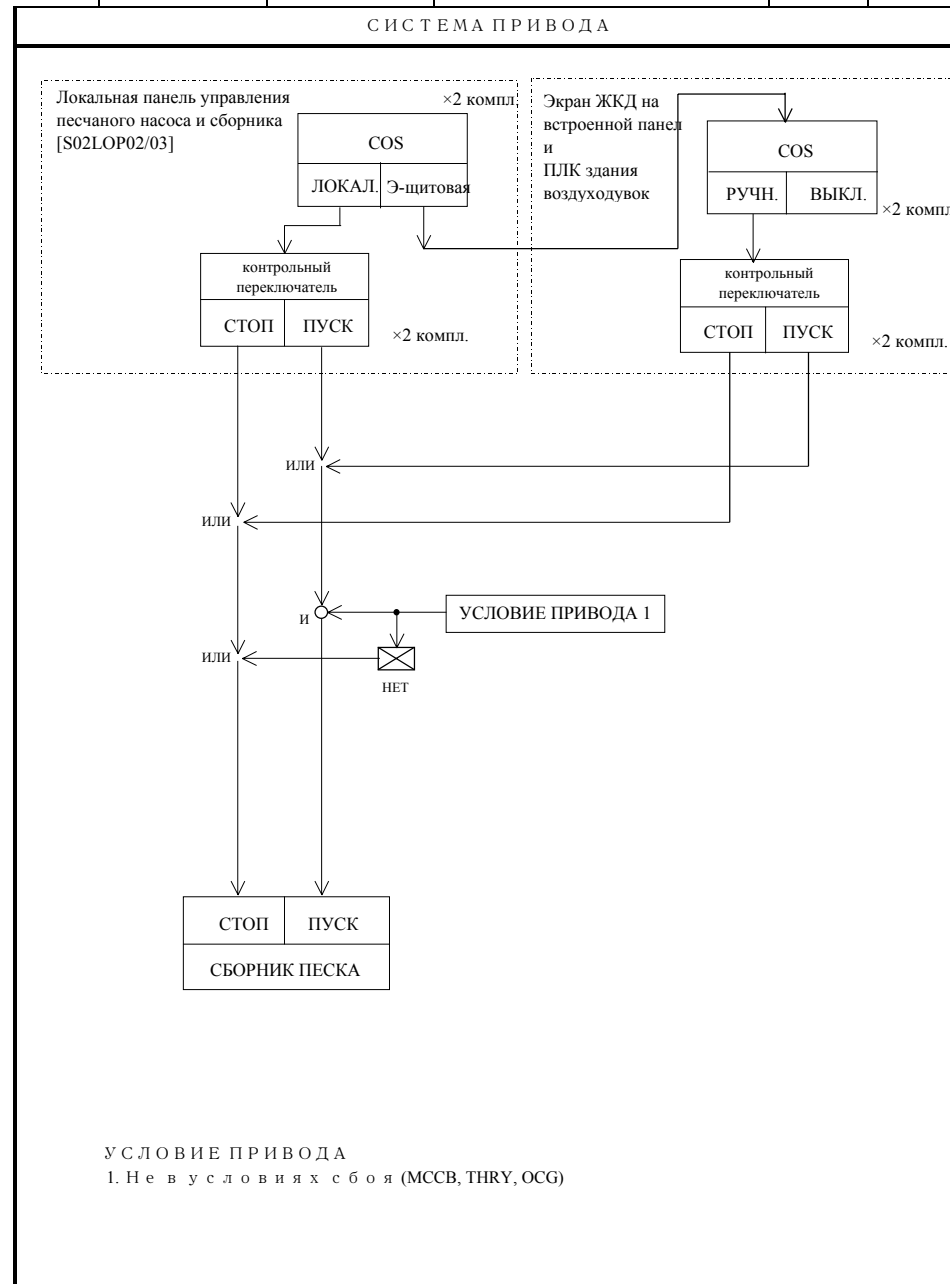 СИСТЕМА ПРИВОДА
Локальная панель управления
песчаного насоса и сборника
[S02LOP02/03]
×2 компл
COS
ЛОКАЛ.
Э-щитовая
контрольный
переключатель
СТОП
ПУСК
×2 компл.
Экран ЖКД на
встроенной панел
и
ПЛК здания
воздуходувок
COS
РУЧН.
ВЫКЛ.
×2 компл
контрольный
переключатель
СТОП
ПУСК
×2 компл.
ИЛИ
ИЛИ
И
УСЛОВИЕ ПРИВОДА 1
ИЛИ
НЕТ
СТОП
ПУСК
СБОРНИК ПЕСКА
УСЛОВИЕ ПРИВОДА
1. Не в условиях сбоя (MCCB, THRY, OCG)